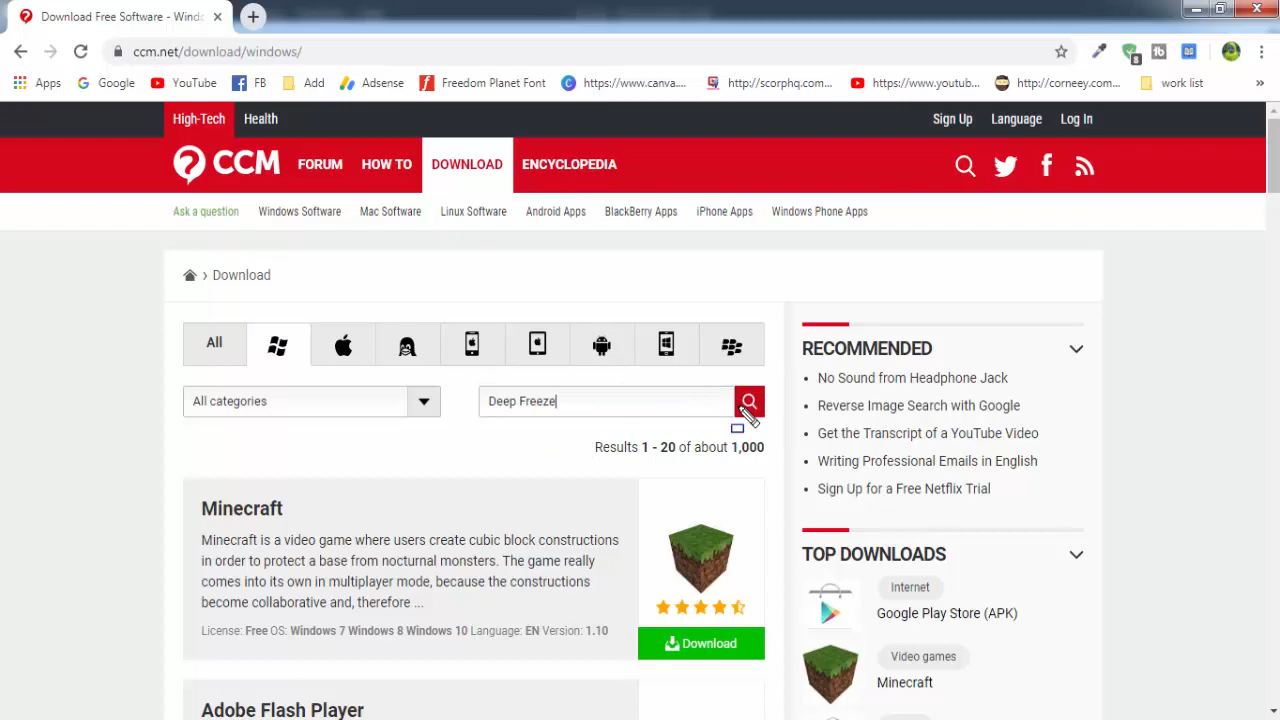 Download Free Software - Windo
ccm.net/download/windows/
8
Apps
Google
YouTube
FB
Add
Adsense
Freedom Planet Font
https://www.canva....
http://scorphq.com...
https://www.youtub...
http://corneey.com...
work list
»
High-Tech
Health
Sign Up
Language
Log In
CCM
FORUM
HOW TO
DOWNLOAD
ENCYCLOPEDIA
Ask a question
Windows Software
Mac Software
Linux Software
Android Apps
BlackBerry Apps
iPhone Apps
Windows Phone Apps
› Download
All
All categories
Deep Freeze
Results 1 - 20 of about 1,000
Minecraft
Minecraft is a video game where users create cubic block constructions
in order to protect a base from nocturnal monsters. The game really
comes into its own in multiplayer mode, because the constructions
become collaborative and, therefore ...
License: Free OS: Windows 7 Windows 8 Windows 10 Language: EN Version: 1.10
Download
Adobe Flash Player
RECOMMENDED
• No Sound from Headphone Jack
• Reverse Image Search with Google
• Get the Transcript of a YouTube Video
• Writing Professional Emails in English
• Sign Up for a Free Netflix Trial
TOP DOWNLOADS
Internet
Google Play Store (APK)
Video games
Minecraft